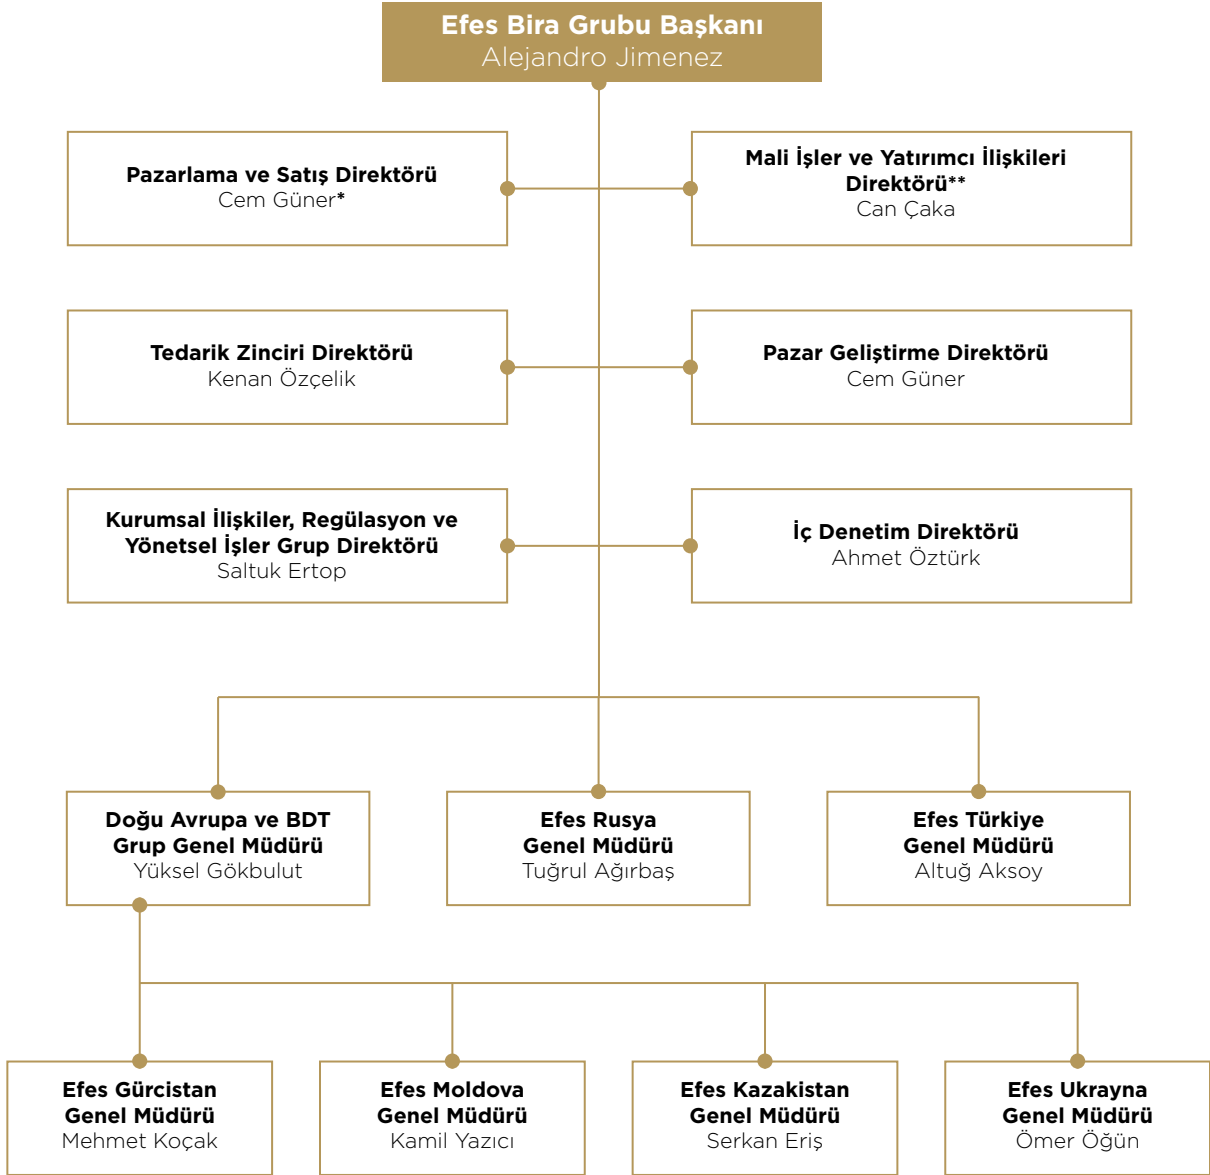 Efes Bira Grubu Başkanı
Alejandro Jimenez
Pazarlama ve Satış Direktörü
Cem Güner*
Mali İşler ve Yatırımcı İlişkileri
Direktörü**
Can Çaka
Tedarik Zinciri Direktörü
Kenan Özçelik
Pazar Geliştirme Direktörü
Cem Güner
Kurumsal İlişkiler, Regülasyon ve
Yönetsel İşler Grup Direktörü
Saltuk Ertop
İç Denetim Direktörü
Ahmet Öztürk
Doğu Avrupa ve BDT
Grup Genel Müdürü
Yüksel Gökbulut
Efes Rusya
Genel Müdürü
Tuğrul Ağırbaş
Efes Türkiye
Genel Müdürü
Altuğ Aksoy
Efes Gürcistan
Genel Müdürü
Mehmet Koçak
Efes Moldova
Genel Müdürü
Kamil Yazıcı
Efes Kazakistan
Genel Müdürü
Serkan Eriş
Efes Ukrayna
Genel Müdürü
Ömer Öğün